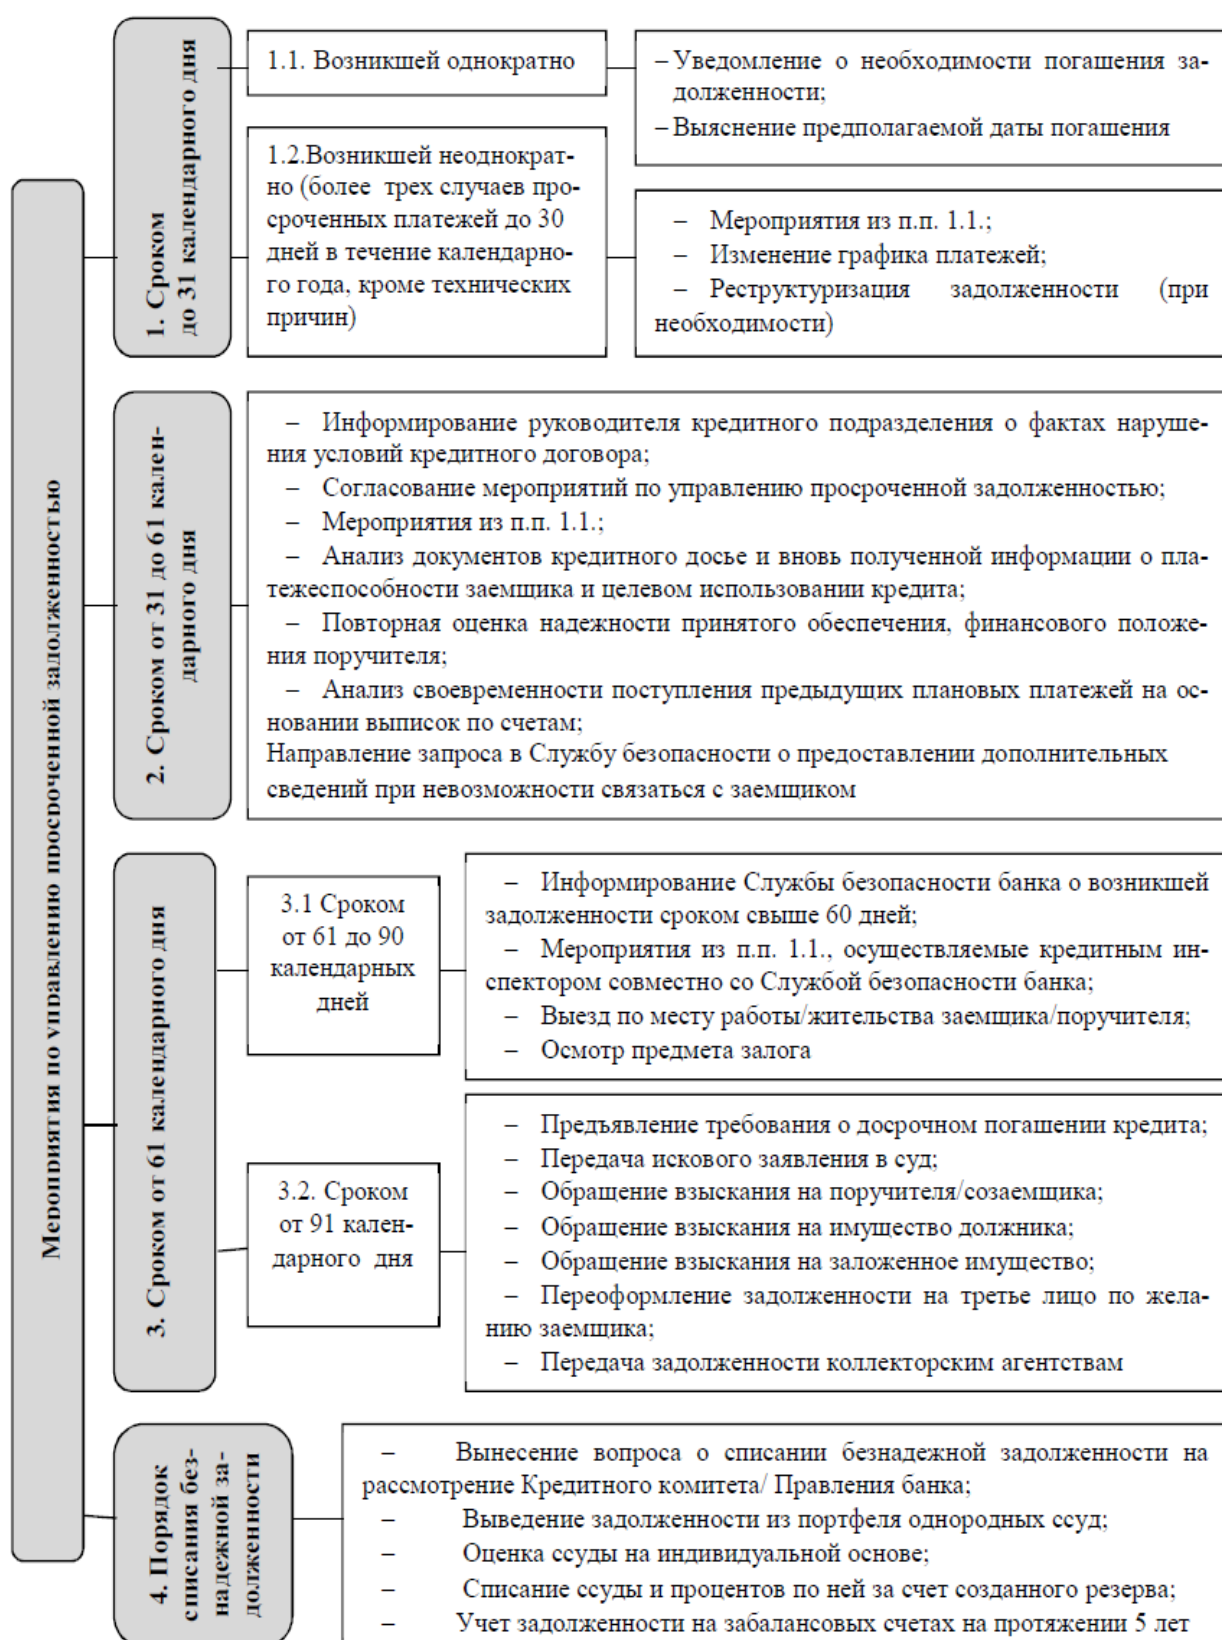 Мероприятия по управлению просроченной задолженностью
1. Сроком
до 31 календарного дня
1.1. Возникшей однократно
– Уведомление о необходимости погашения за-
долженности;
– Выяснение предполагаемой даты погашения
1.2.Возникшей неоднократ-
но (более трех случаев про-
сроченных платежей до 30
дней в течение календарно-
го года, кроме технических
причин)
– Мероприятия из п.п. 1.1.;
– Изменение графика платежей;
– Реструктуризация задолженности (при
необходимости)
2. Сроком от 31 до 61 кален-
дарного дня
– Информирование руководителя кредитного подразделения о фактах наруше-
ния условий кредитного договора;
– Согласование мероприятий по управлению просроченной задолженностью;
– Мероприятия из п.п. 1.1.;
– Анализ документов кредитного досье и вновь полученной информации о пла-
тежеспособности заемщика и целевом использовании кредита;
– Повторная оценка надежности принятого обеспечения, финансового положе-
ния поручителя;
– Анализ своевременности поступления предыдущих плановых платежей на ос-
новании выписок по счетам;
Направление запроса в Службу безопасности о предоставлении дополнительных
сведений при невозможности связаться с заемщиком
3. Сроком от 61 календарного дня
3.1 Сроком
от 61 до 90
календарных
дней
– Информирование Службы безопасности банка о возникшей
задолженности сроком свыше 60 дней;
– Мероприятия из п.п. 1.1., осуществляемые кредитным ин-
спектором совместно со Службой безопасности банка;
– Выезд по месту работы/жительства заемщика/поручителя;
– Осмотр предмета залога
3.2. Сроком
от 91 кален-
дарного дня
– Предъявление требования о досрочном погашении кредита;
– Передача искового заявления в суд;
– Обращение взыскания на поручителя/созаемщика;
– Обращение взыскания на имущество должника;
– Обращение взыскания на заложенное имущество;
– Переоформление задолженности на третье лицо по жела-
нию заемщика;
– Передача задолженности коллекторским агентствам
4. Порядок
списания без-
надежной за-
долженности
– Вынесение вопроса о списании безнадежной задолженности на
рассмотрение Кредитного комитета/ Правления банка;
– Выведение задолженности из портфеля однородных ссуд;
– Оценка ссуды на индивидуальной основе;
– Списание ссуды и процентов по ней за счет созданного резерва;
– Учет задолженности на забалансовых счетах на протяжении 5 лет